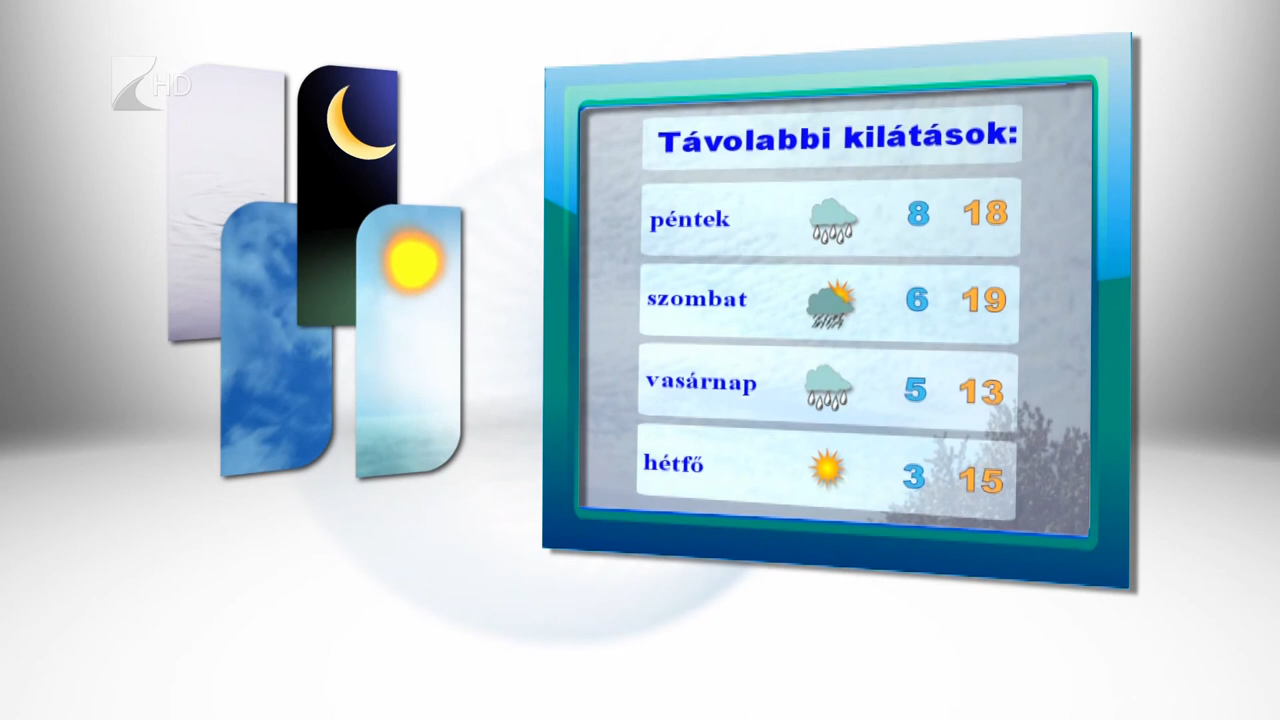 HD
Távolabbi kilátások:
péntek 8 18
szombat 6 19
vasárnap 5 13
hétfő 3 15